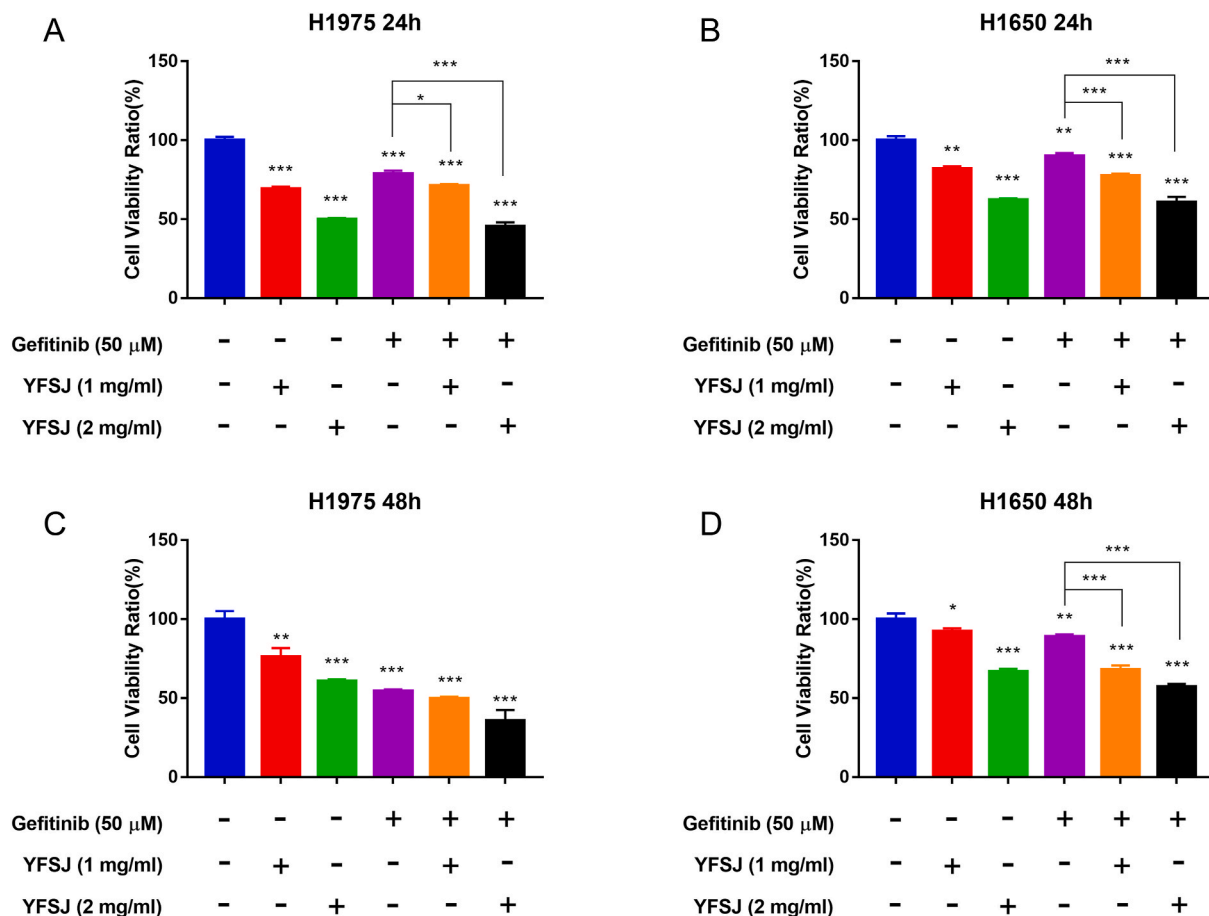 A
H1975 24h
Cell Viability Ratio(%)
150
100
50
0
***
***
***
***
***
*
***
Gefitinib (50 μM) - - - + + +
YFSJ (1 mg/ml) - + - - + -
YFSJ (2 mg/ml) - - + - - +
B
H1650 24h
Cell Viability Ratio(%)
150
100
50
0
**
***
**
***
***
***
***
Gefitinib (50 μM) - - - + + +
YFSJ (1 mg/ml) - + - - + -
YFSJ (2 mg/ml) - - + - - +
C
H1975 48h
Cell Viability Ratio(%)
150
100
50
0
**
***
***
***
***
Gefitinib (50 μM) - - - + + +
YFSJ (1 mg/ml) - + - - + -
YFSJ (2 mg/ml) - - + - - +
D
H1650 48h
Cell Viability Ratio(%)
150
100
50
0
*
***
**
***
***
***
***
Gefitinib (50 μM) - - - + + +
YFSJ (1 mg/ml) - + - - + -
YFSJ (2 mg/ml) - - + - - +